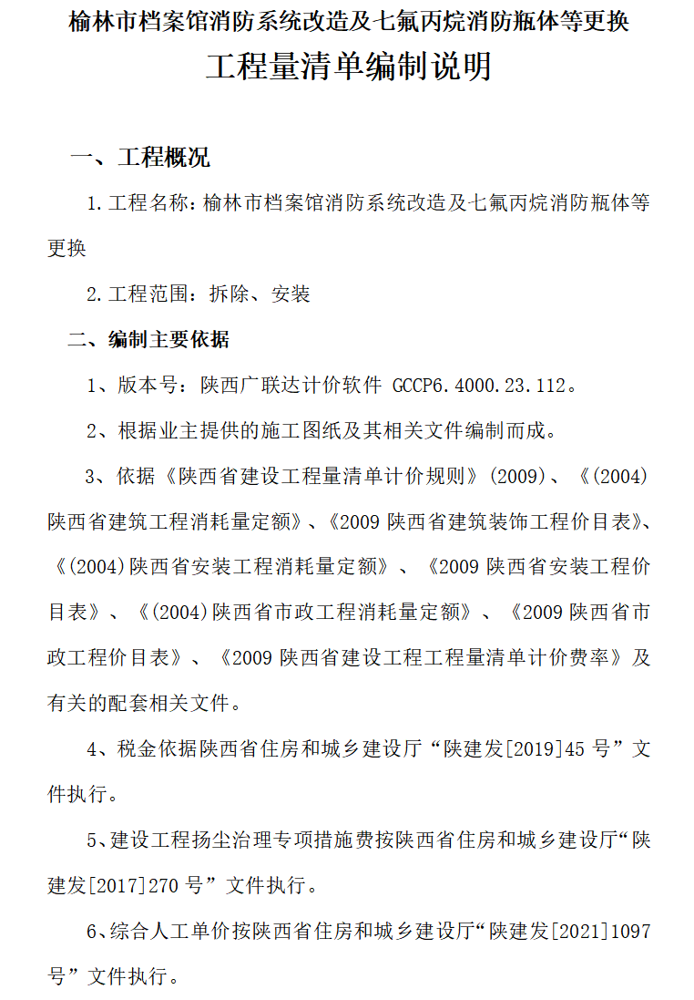 榆林市档案馆消防系统改造及七氟丙烷消防瓶体等更换
工程量清单编制说明
一、工程概况
1.工程名称：榆林市档案馆消防系统改造及七氟丙烷消防瓶体等
更换
2.工程范围：拆除、安装
二、编制主要依据
1、版本号：陕西广联达计价软件 GCCP6.4000.23.112。
2、根据业主提供的施工图纸及其相关文件编制而成。
3、依据《陕西省建设工程量清单计价规则》(2009)、《(2004)
陕西省建筑工程消耗量定额》、《2009 陕西省建筑装饰工程价目表》、
《(2004)陕西省安装工程消耗量定额》、《2009 陕西省安装工程价
目表》、《(2004)陕西省市政工程消耗量定额》、《2009 陕西省市
政工程价目表》、《2009 陕西省建设工程工程量清单计价费率》及
有关的配套相关文件。
4、税金依据陕西省住房和城乡建设厅“陕建发[2019]45 号”文
件执行。
5、建设工程扬尘治理专项措施费按陕西省住房和城乡建设厅“陕
建发[2017]270 号”文件执行。
6、综合人工单价按陕西省住房和城乡建设厅“陕建发[2021]1097
号”文件执行。